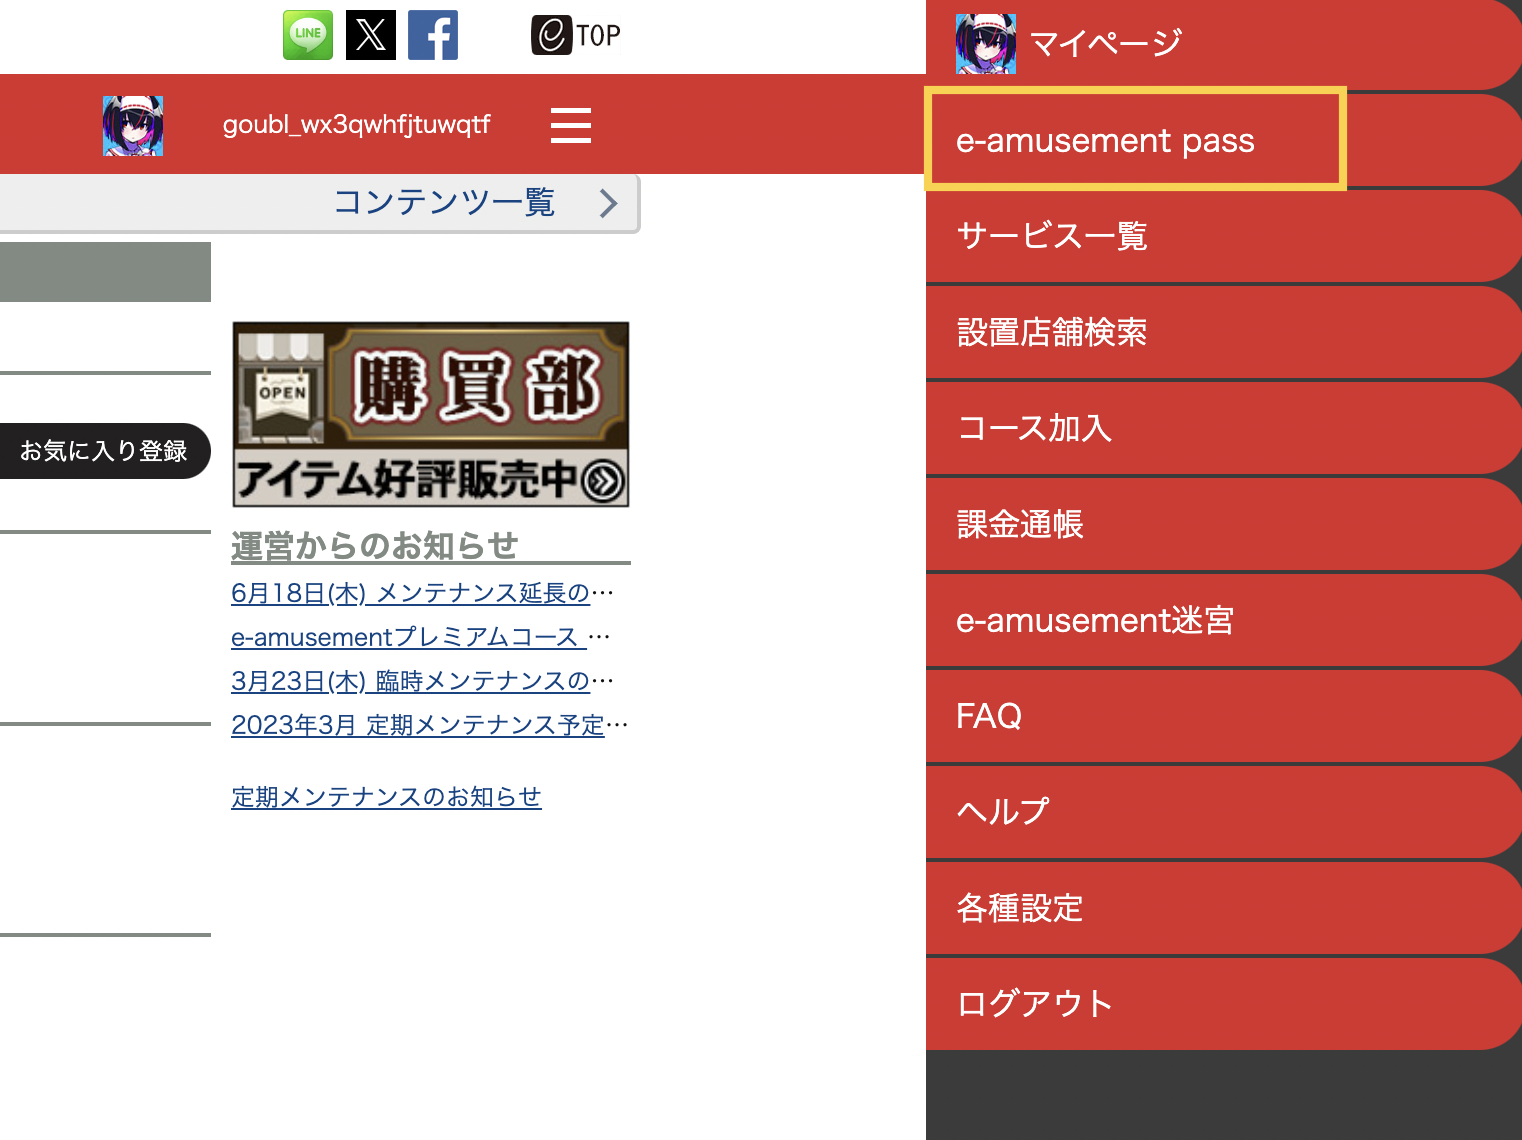 LINE
TOP
goubl_wx3qwhfjtuwqtf
コンテンツ一覧
お気に入り登録
OPEN
購買部
アイテム好評販売中
運営からのお知らせ
6月18日(木) メンテナンス延長の…
e-amusementプレミアムコース …
3月23日(木) 臨時メンテナンスの…
2023年3月 定期メンテナンス予定…
定期メンテナンスのお知らせ
マイページ
e-amusement pass
サービス一覧
設置店舗検索
コース加入
課金通帳
e-amusement迷宮
FAQ
ヘルプ
各種設定
ログアウト